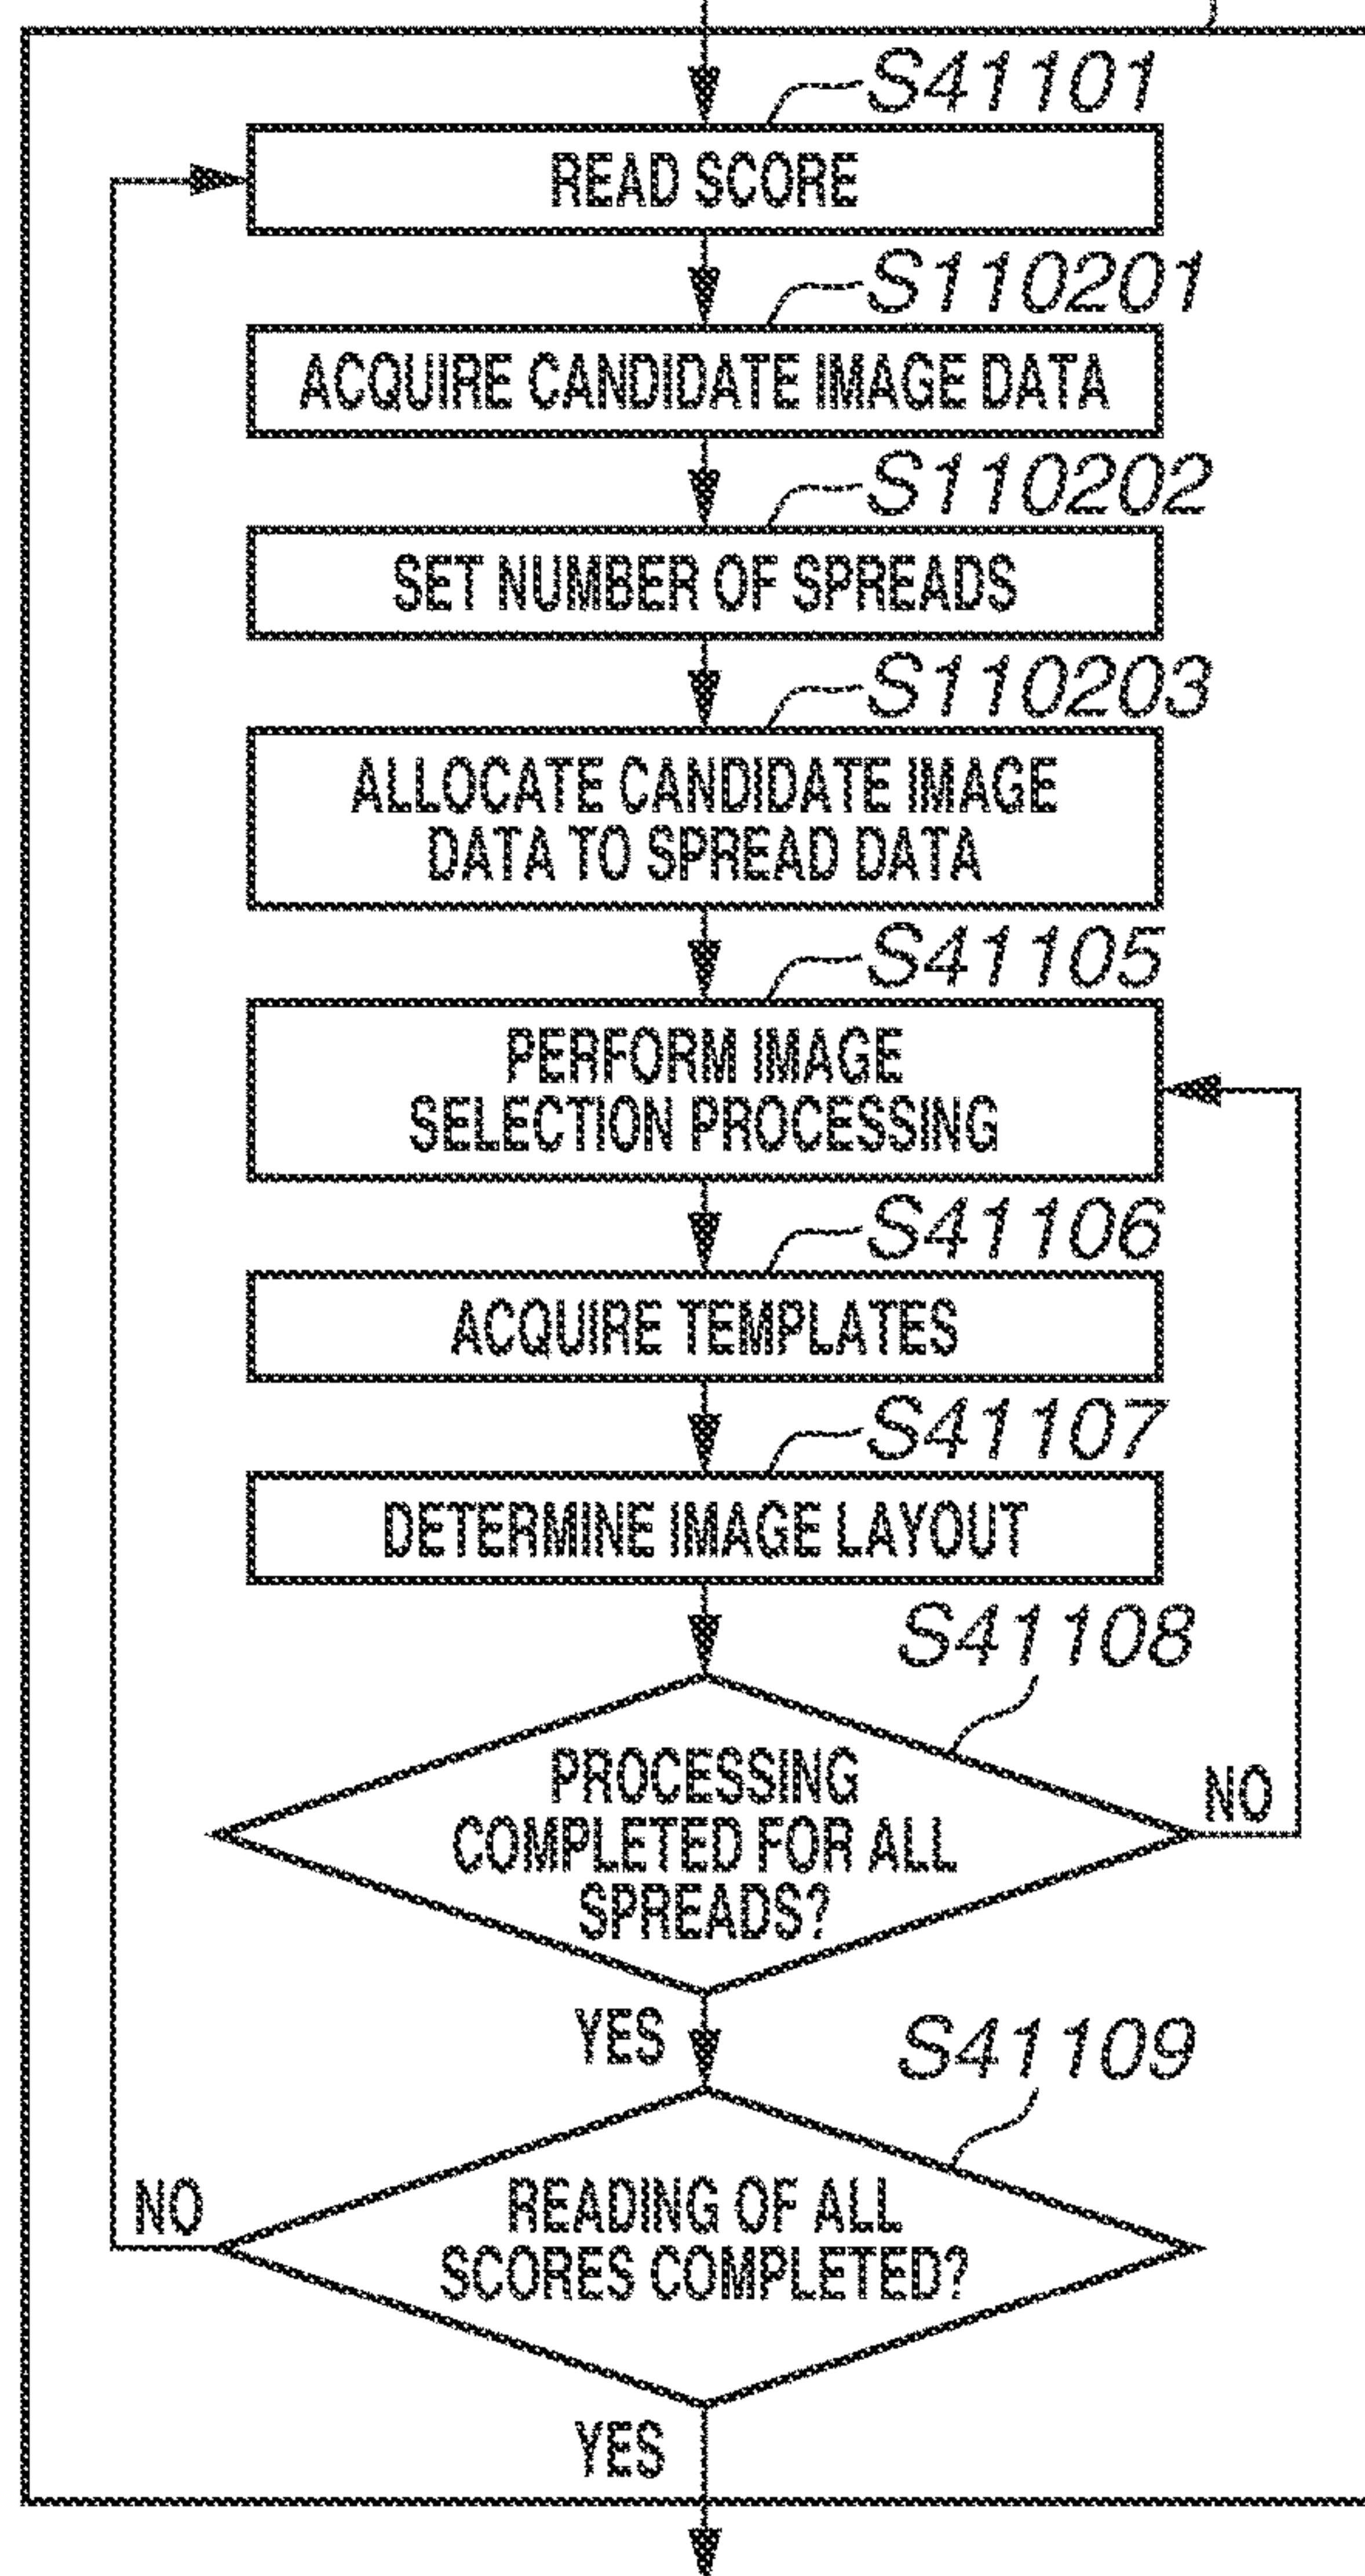 S41101
READ SCORE
S110201
ACQUIRE CANDIDATE IMAGE DATA
S110202
SET NUMBER OF SPREADS
S110203
ALLOCATE CANDIDATE IMAGE
DATA TO SPREAD DATA
S41105
PERFORM IMAGE
SELECTION PROCESSING
S41106
ACQUIRE TEMPLATES
S41107
DETERMINE IMAGE LAYOUT
S41108
PROCESSING
COMPLETED FOR ALL
SPREADS?
NO
YES
S41109
READING OF ALL
SCORES COMPLETED?
NO
YES